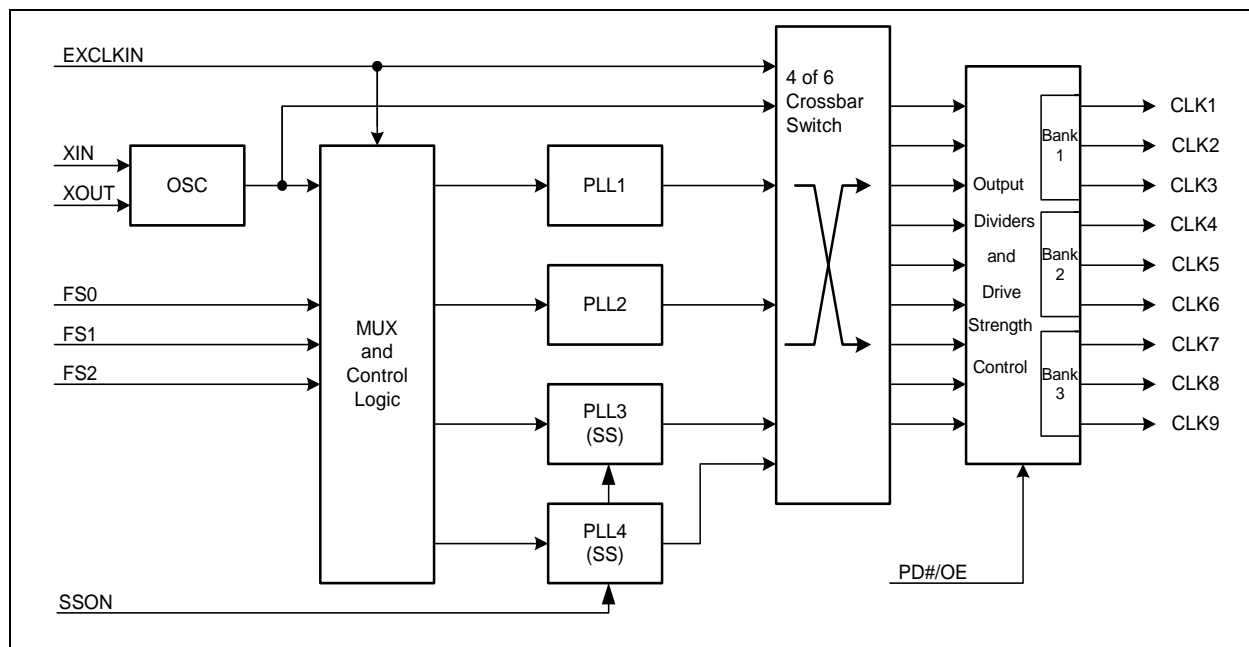 EXCLKIN
XIN
XOUT
OSC
FS0
FS1
FS2
SSON
MUX
and
Control
Logic
PLL1
PLL2
PLL3
(SS)
PLL4
(SS)
4 of 6
Crossbar
Switch
Output
Dividers
and
Drive
Strength
Control
Bank
1
Bank
2
Bank
3
CLK1
CLK2
CLK3
CLK4
CLK5
CLK6
CLK7
CLK8
CLK9
PD#/OE